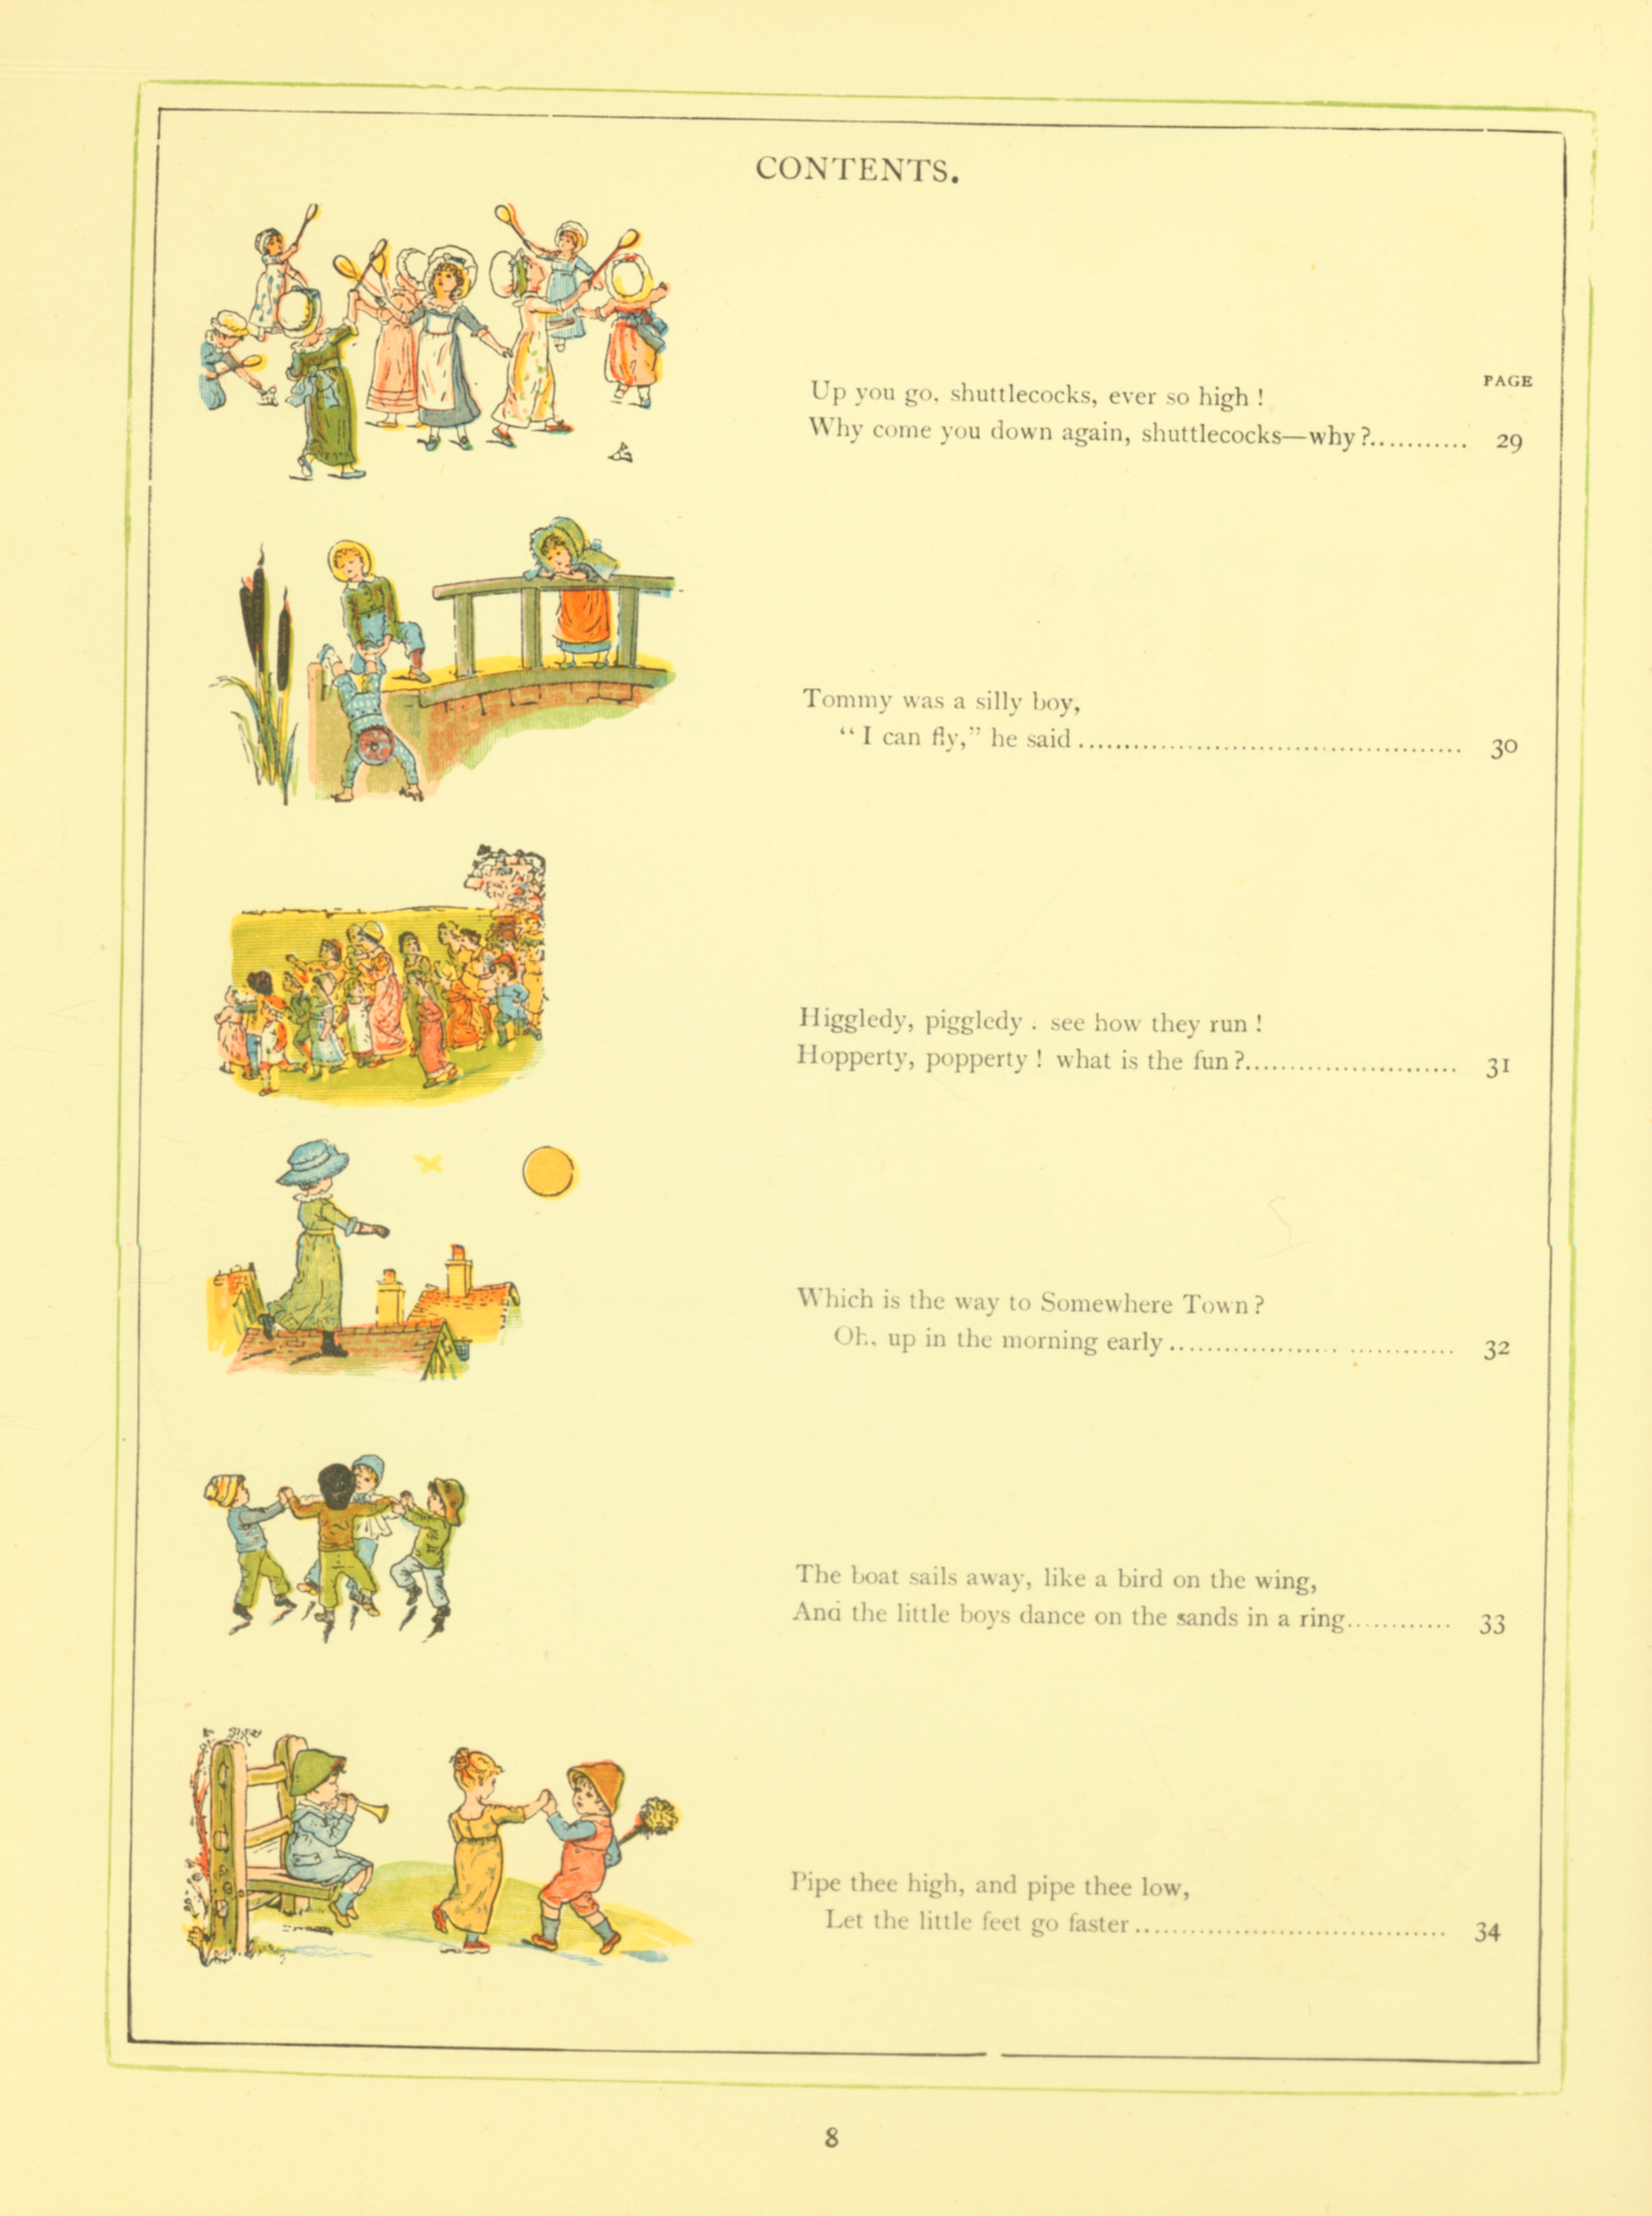 CONTENTS.
PAGE
Up you go, shuttlecocks, ever so high !
Why come you down again, shuttlecocks—why ?........... 29
Tommy was a silly boy,
“ I can fly,” he said ........................................... 30
Higgledy, piggledy . see how they run !
Hopperty, popperty ! what is the fun ?........................ 31
Which is the way to Somewhere Town ?
Oh, up in the morning early ................................ 32
The boat sails away, like a bird on the wing,
And the little boys dance on the sands in a ring............ 33
Pipe thee high, and pipe thee low,
Let the little feet go faster ................................... 34
8